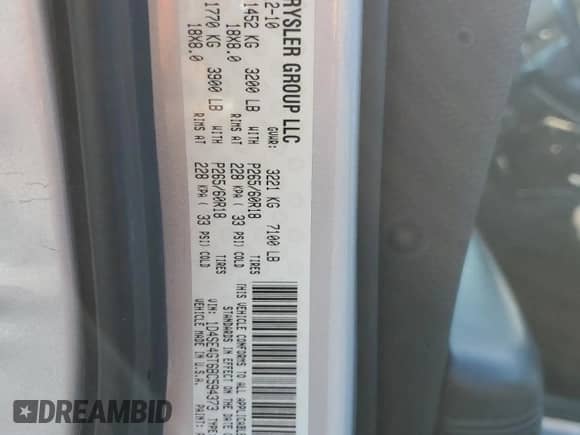 RYSLER GROUP LLC
2-10
GVWR: 3221 KG 7100 LB
1452 KG 3200 LB WITH P265/60R18 TIRES
18X8.0 RIMS AT 228 KPA ( 33 PSI) COLD
1770 KG 3900 LB WITH P265/60R18 TIRES
18X8.0 RIMS AT 228 KPA ( 33 PSI) COLD
THIS VEHICLE CONFORMS TO ALL APPLICABLE
STANDARDS IN EFFECT ON THE DATE
VIN: 1D4SE4GT6BC594373 TYPE
MADE IN U.S.A. PAINT:
DREAMBID